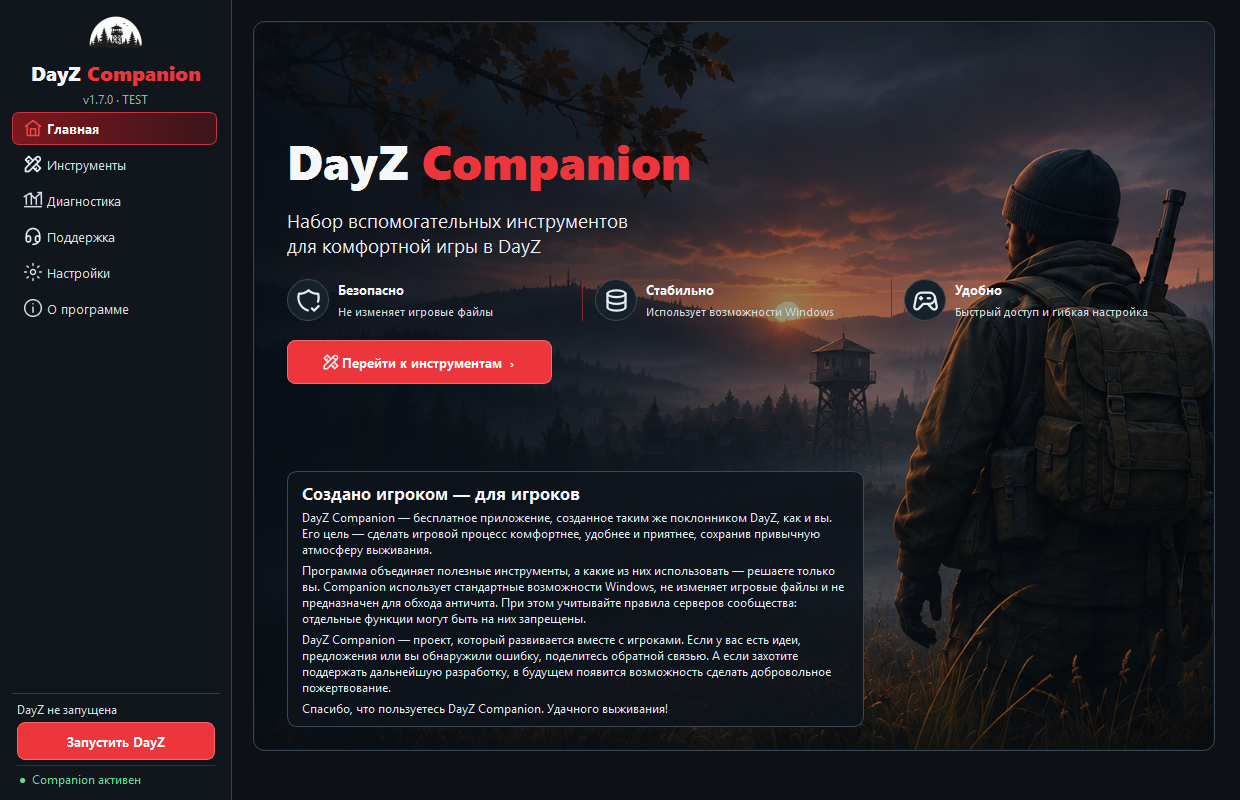 DayZ Companion
v1.7.0 · TEST
Главная
Инструменты
Диагностика
Поддержка
Настройки
О программе
DayZ не запущена
Запустить DayZ
● Companion активен
DayZ Companion
Набор вспомогательных инструментов
для комфортной игры в DayZ
Безопасно
Не изменяет игровые файлы
Стабильно
Использует возможности Windows
Удобно
Быстрый доступ и гибкая настройка
Перейти к инструментам ›
Создано игроком — для игроков
DayZ Companion — бесплатное приложение, созданное таким же поклонником DayZ, как и вы.
Его цель — сделать игровой процесс комфортнее, удобнее и приятнее, сохранив привычную
атмосферу выживания.
Программа объединяет полезные инструменты, а какие из них использовать — решаете только
вы. Companion использует стандартные возможности Windows, не изменяет игровые файлы и не
предназначен для обхода античита. При этом учитывайте правила серверов сообщества:
отдельные функции могут быть на них запрещены.
DayZ Companion — проект, который развивается вместе с игроками. Если у вас есть идеи,
предложения или вы обнаружили ошибку, поделитесь обратной связью. А если захотите
поддержать дальнейшую разработку, в будущем появится возможность сделать добровольное
пожертвование.
Спасибо, что пользуетесь DayZ Companion. Удачного выживания!